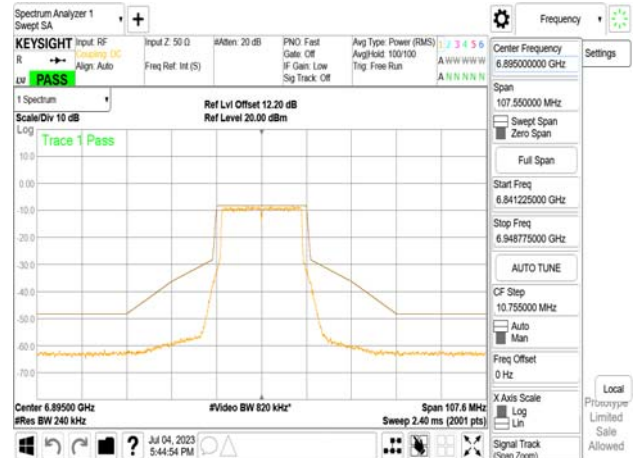 Spectrum Analyzer 1
Swept SA
+
Frequency
KEYSIGHT
R
LV PASS
Input: RF
Coupling: DC
Align: Auto
Input Z: 50 Ω
Freq Ref: Int (S)
#Atten: 20 dB
PNO: Fast
Gate: Off
IF Gain: Low
Sig Track: Off
Avg Type: Power (RMS)
Avg|Hold: 100/100
Trig: Free Run
1 2 3 4 5 6
A W W W W W
A N N N N N
1 Spectrum
Scale/Div 10 dB
Ref Lvl Offset 12.20 dB
Ref Level 20.00 dBm
Log
Trace 1 Pass
10.0
0.00
-20.0
-30.0
-40.0
-50.0
-70.0
Center 6.89500 GHz
#Res BW 240 kHz
#Video BW 820 kHz*
Span 107.6 MHz
Sweep 2.40 ms (2001 pts)
?
Jul 04, 2023
5:44:54 PM
Center Frequency
6.895000000 GHz
Settings
Span
107.550000 MHz
Swept Span
Zero Span
Full Span
Start Freq
6.841225000 GHz
Stop Freq
6.948775000 GHz
AUTO TUNE
CF Step
10.755000 MHz
Auto
Man
Freq Offset
0 Hz
X Axis Scale
Log
Lin
Signal Track
(Span Zoom)
Local
Prototype
Limited
Sale
Allowed